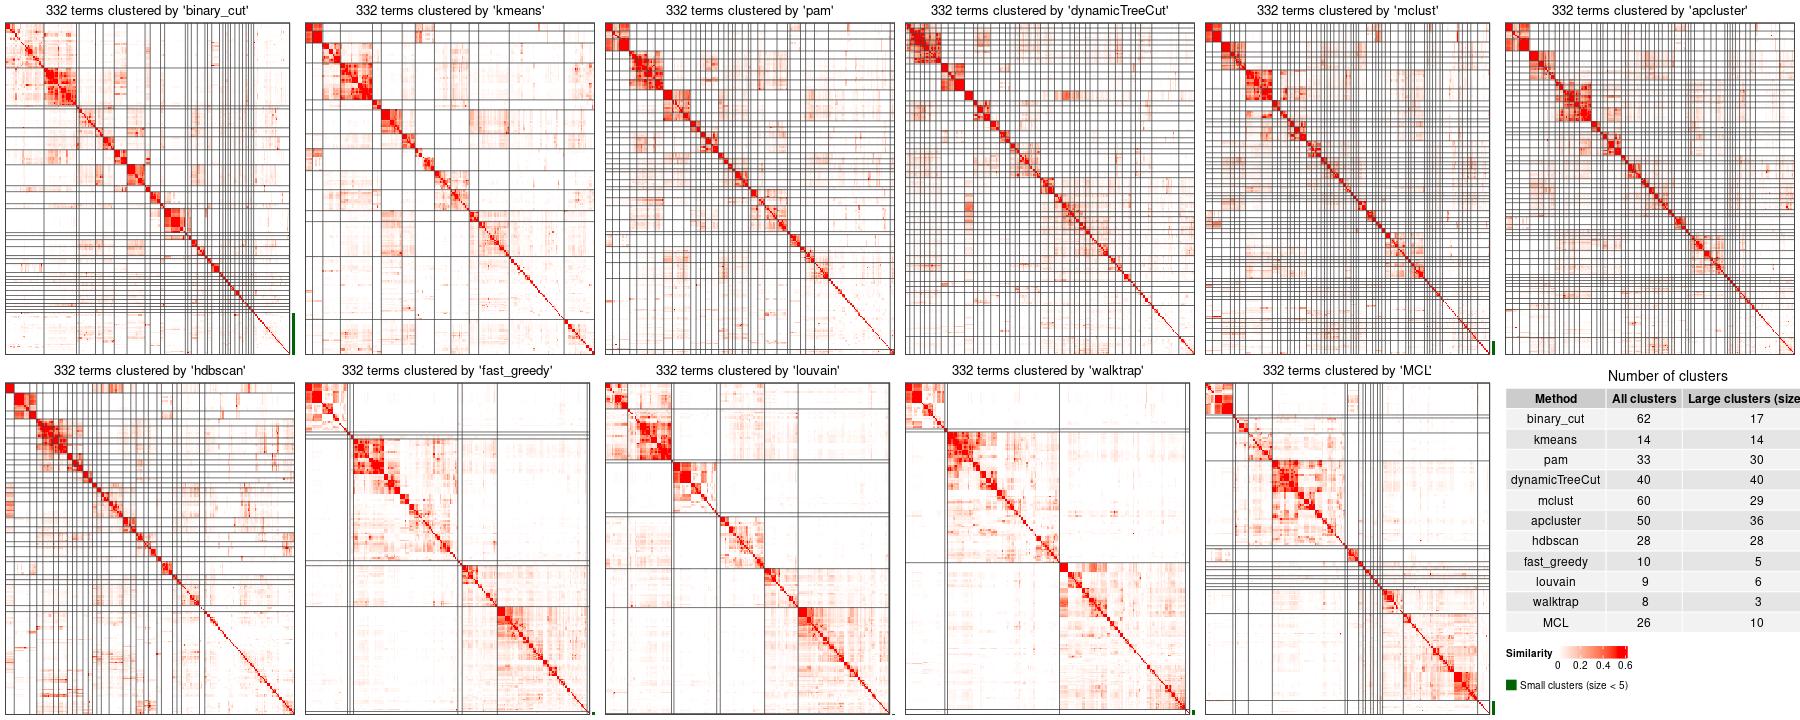 332 terms clustered by 'binary_cut'
332 terms clustered by 'kmeans'
332 terms clustered by 'pam'
332 terms clustered by 'dynamicTreeCut'
332 terms clustered by 'mclust'
332 terms clustered by 'apcluster'
332 terms clustered by 'hdbscan'
332 terms clustered by 'fast_greedy'
332 terms clustered by 'louvain'
332 terms clustered by 'walktrap'
332 terms clustered by 'MCL'
Number of clusters
Method All clusters Large clusters (size
binary_cut 62 17
kmeans 14 14
pam 33 30
dynamicTreeCut 40 40
mclust 60 29
apcluster 50 36
hdbscan 28 28
fast_greedy 10 5
louvain 9 6
walktrap 8 3
MCL 26 10
Similarity
0 0.2 0.4 0.6
Small clusters (size < 5)